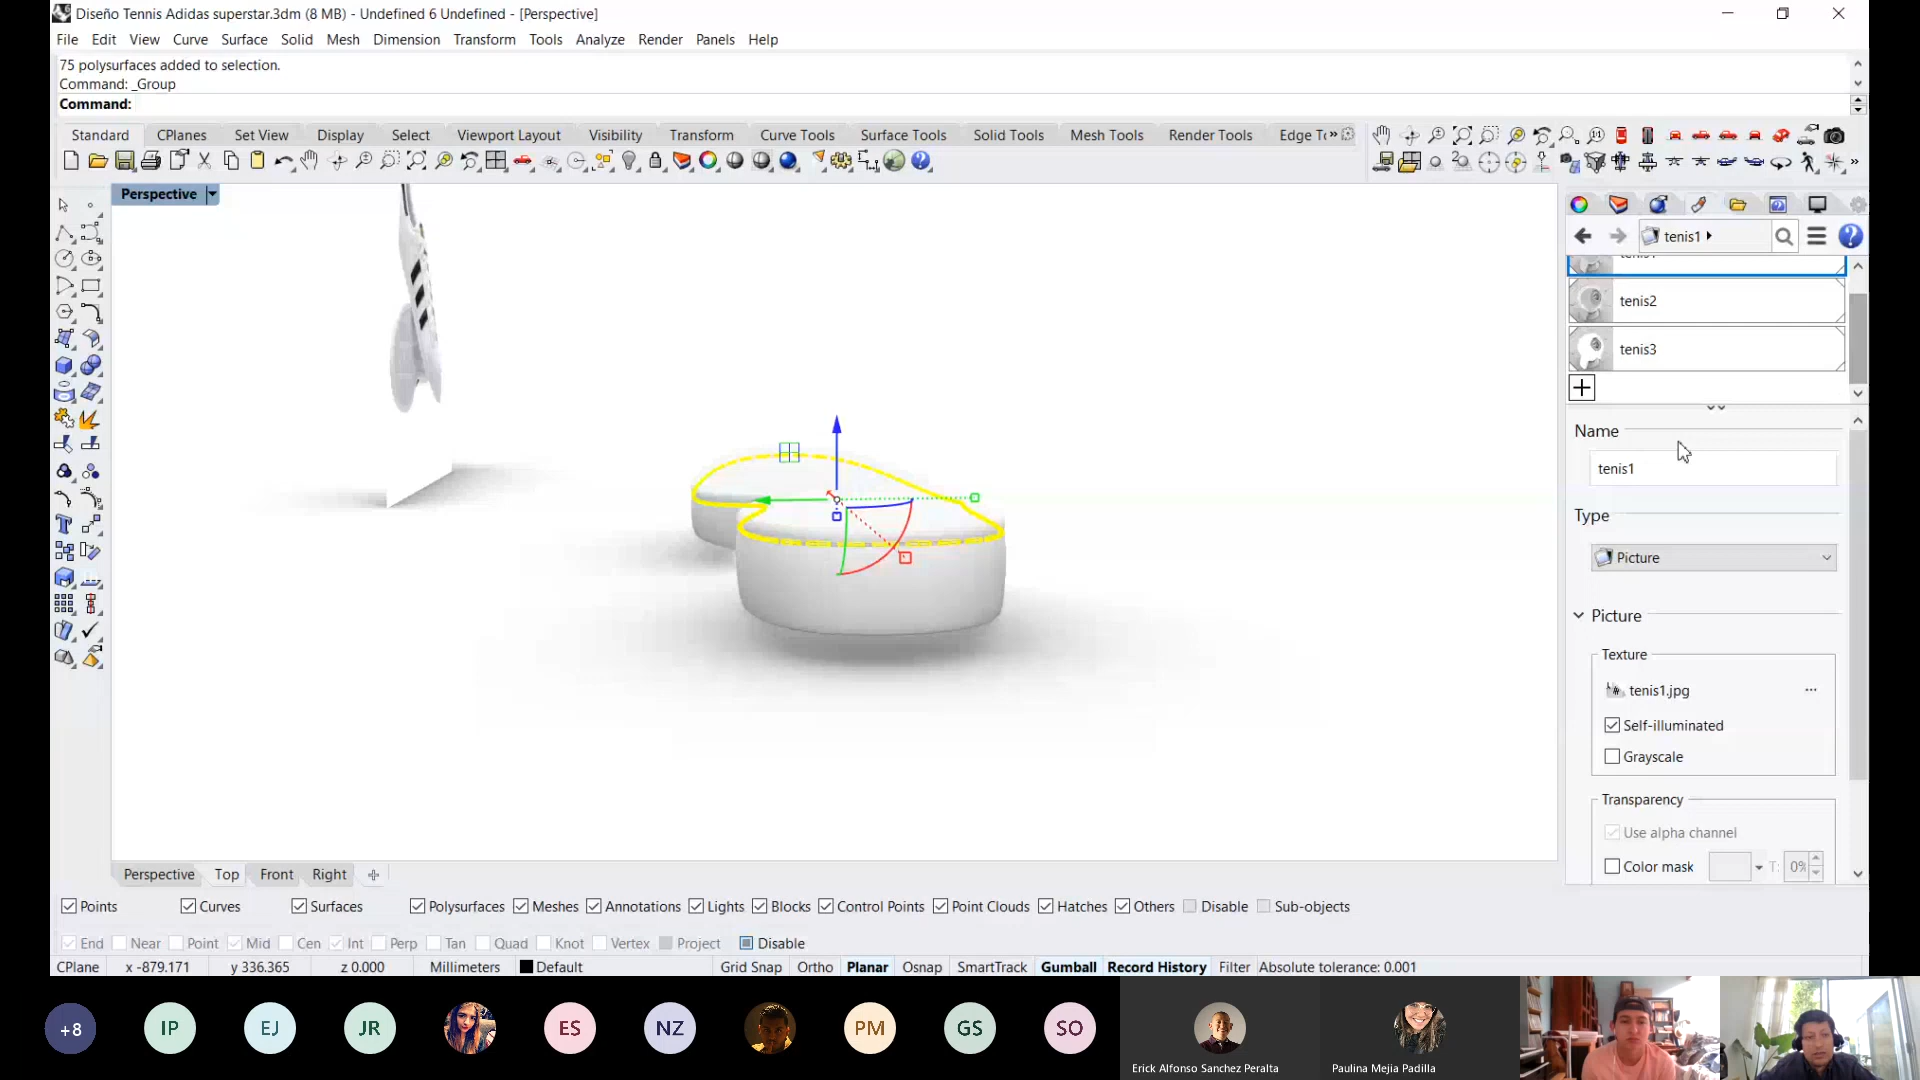 Diseño Tennis Adidas superstar.3dm (8 MB) - Undefined 6 Undefined - [Perspective]
File Edit View Curve Surface Solid Mesh Dimension Transform Tools Analyze Render Panels Help
75 polysurfaces added to selection.
Command: _Group
Command:
Standard CPlanes Set View Display Select Viewport Layout Visibility Transform Curve Tools Surface Tools Solid Tools Mesh Tools Render Tools Edge To
Perspective
tenis1
tenis2
tenis3
Name
tenis1
Type
Picture
Picture
Texture
tenis1.jpg
Self-illuminated
Grayscale
Transparency
Use alpha channel
Color mask T: 0%
Perspective Top Front Right
Points Curves Surfaces Polysurfaces Meshes Annotations Lights Blocks Control Points Point Clouds Hatches Others Disable Sub-objects
End Near Point Mid Cen Int Perp Tan Quad Knot Vertex Project Disable
CPlane x -879.171 y 336.365 z 0.000 Millimeters Default Grid Snap Ortho Planar Osnap SmartTrack Gumball Record History Filter Absolute tolerance: 0.001
+8 IP EJ JR ES NZ PM GS SO
Erick Alfonso Sanchez Peralta Paulina Mejia Padilla